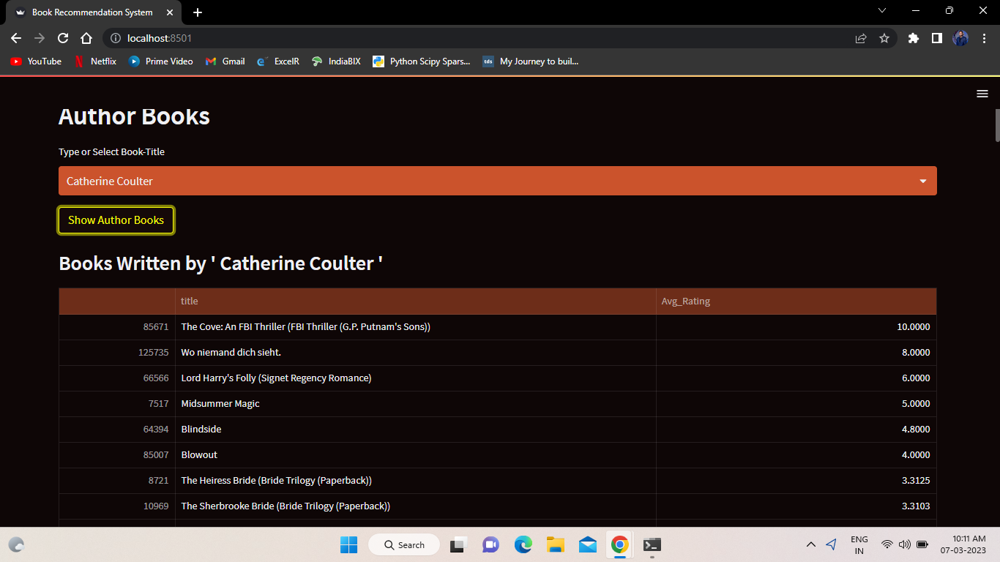 Book Recommendation System
localhost:8501
YouTube Netflix Prime Video Gmail ExcelR IndiaBIX Python Scipy Spars... tds My Journey to buil...
Author Books
Type or Select Book-Title
Catherine Coulter
Show Author Books
Books Written by ' Catherine Coulter '
title Avg_Rating
85671 The Cove: An FBI Thriller (FBI Thriller (G.P. Putnam's Sons)) 10.0000
125735 Wo niemand dich sieht. 8.0000
66566 Lord Harry's Folly (Signet Regency Romance) 6.0000
7517 Midsummer Magic 5.0000
64394 Blindside 4.8000
85007 Blowout 4.0000
8721 The Heiress Bride (Bride Trilogy (Paperback)) 3.3125
10969 The Sherbrooke Bride (Bride Trilogy (Paperback)) 3.3103
Search
ENG
IN
10:11 AM
07-03-2023